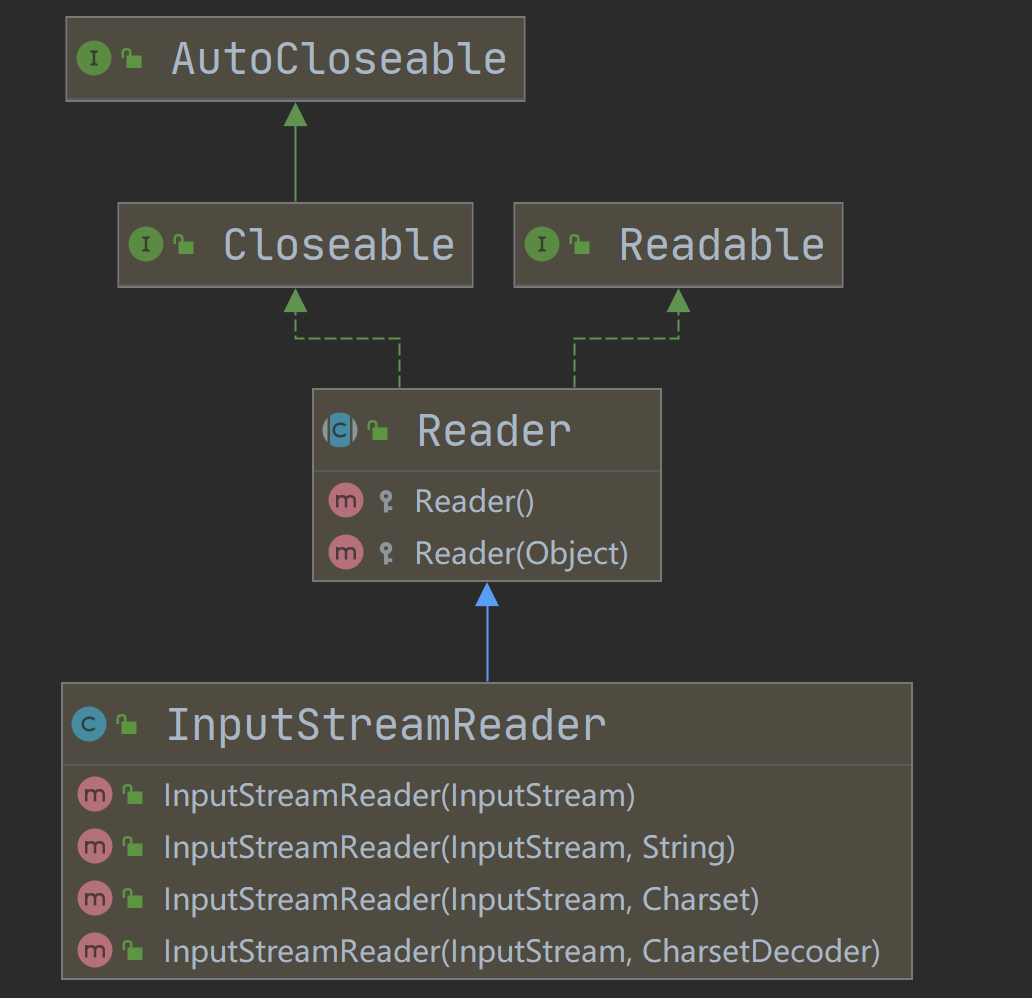 I AutoCloseable
I Closeable
I Readable
C Reader
m Reader()
m Reader(Object)
C InputStreamReader
m InputStreamReader(InputStream)
m InputStreamReader(InputStream, String)
m InputStreamReader(InputStream, Charset)
m InputStreamReader(InputStream, CharsetDecoder)